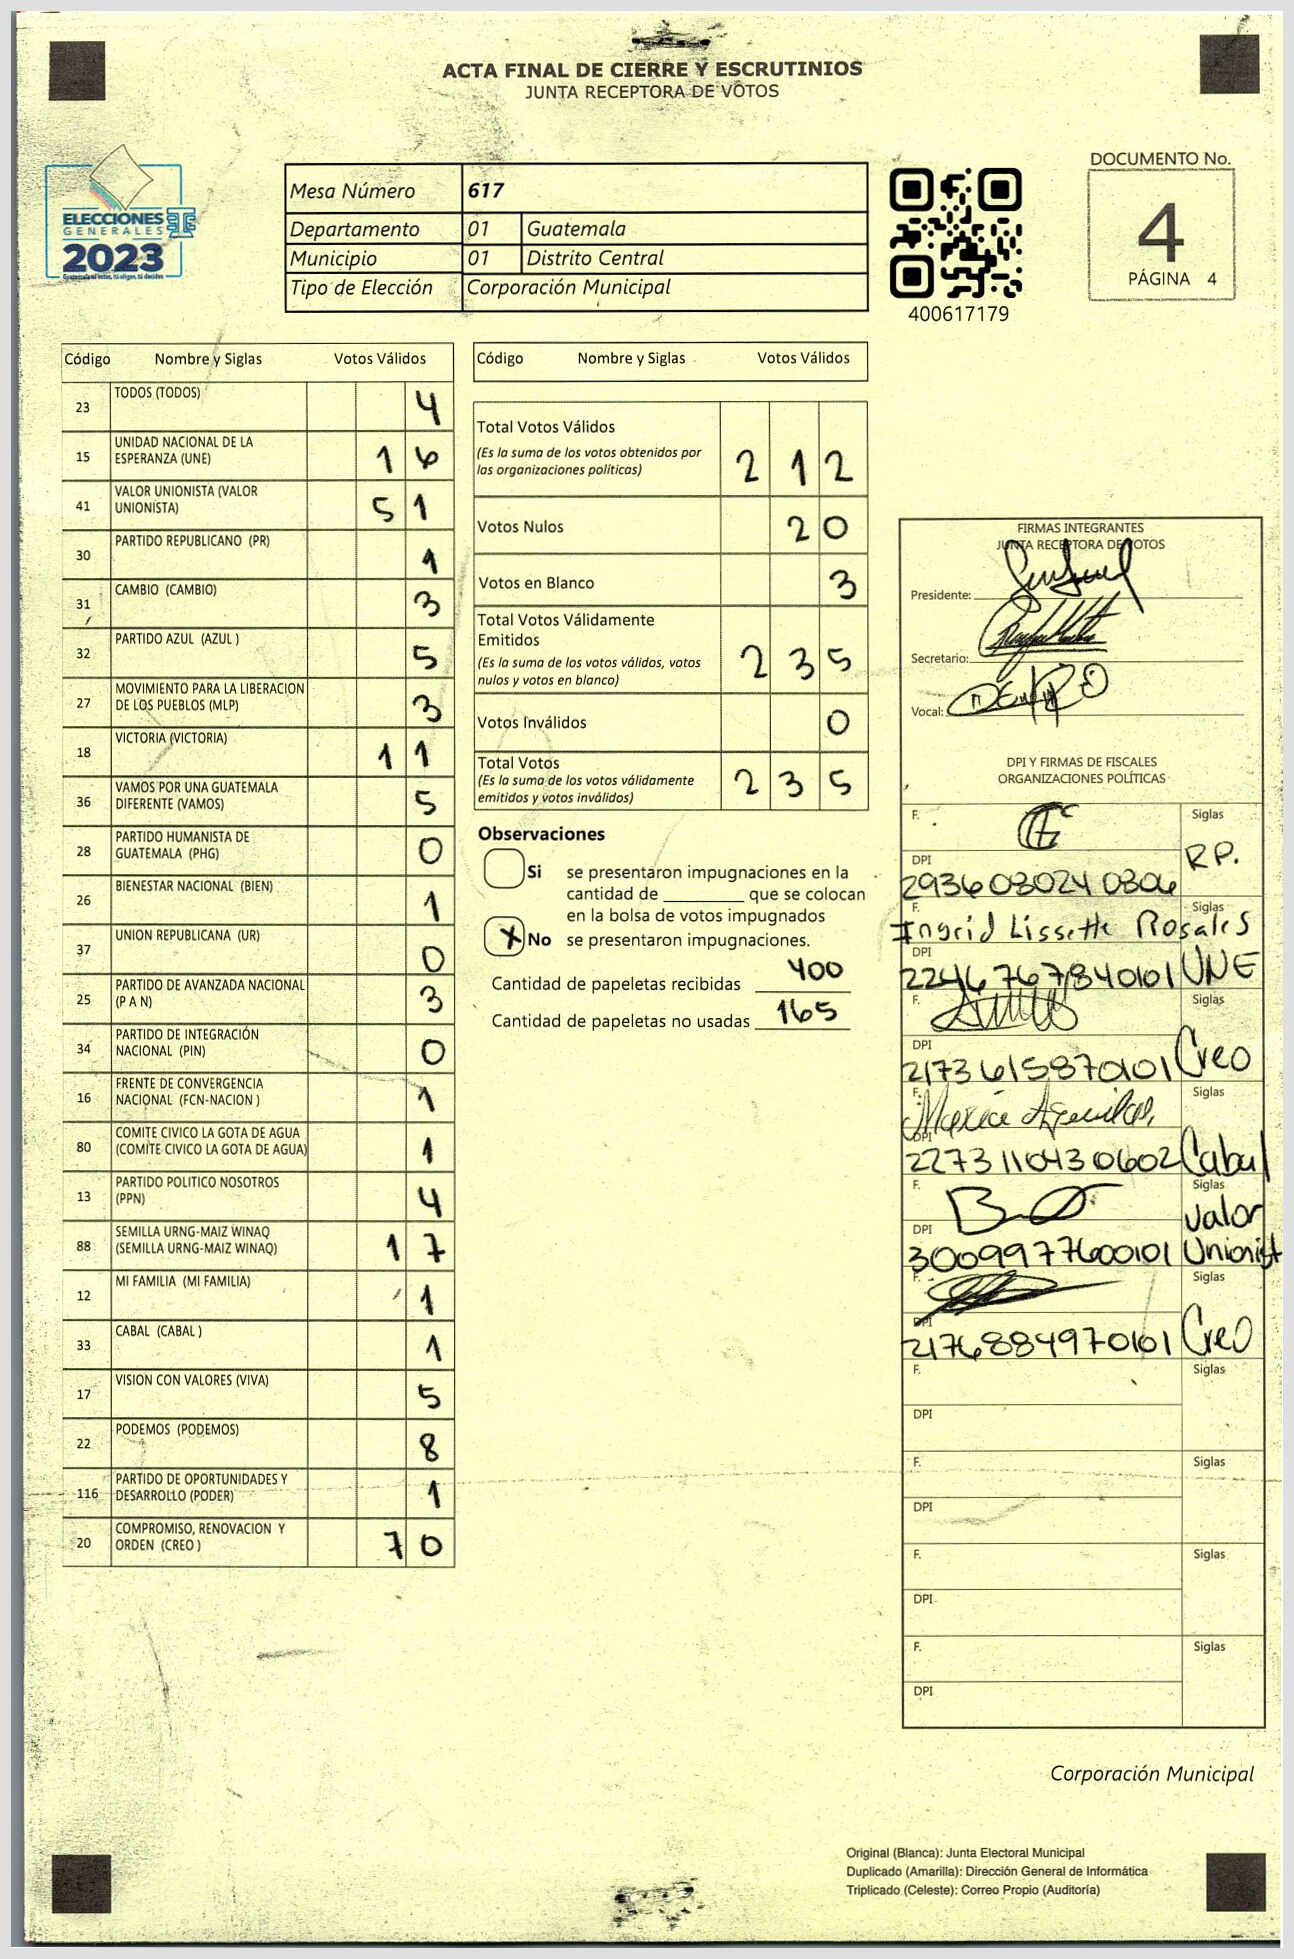 ACTA FINAL DE CIERRE Y ESCRUTINIOS
JUNTA RECEPTORA DE VOTOS
ELECCIONES
GENERALES
2023
Mesa Número 617
Departamento 01 Guatemala
Municipio 01 Distrito Central
Tipo de Elección Corporación Municipal
400617179
DOCUMENTO No.
4
PÁGINA 4
Código Nombre y Siglas Votos Válidos
23 TODOS (TODOS) 4
15 UNIDAD NACIONAL DE LA ESPERANZA (UNE) 16
41 VALOR UNIONISTA (VALOR UNIONISTA) 51
30 PARTIDO REPUBLICANO (PR) 1
31 CAMBIO (CAMBIO) 3
32 PARTIDO AZUL (AZUL ) 5
27 MOVIMIENTO PARA LA LIBERACION DE LOS PUEBLOS (MLP) 3
18 VICTORIA (VICTORIA) 11
36 VAMOS POR UNA GUATEMALA DIFERENTE (VAMOS) 5
28 PARTIDO HUMANISTA DE GUATEMALA (PHG) 0
26 BIENESTAR NACIONAL (BIEN) 1
37 UNION REPUBLICANA (UR) 0
25 PARTIDO DE AVANZADA NACIONAL (P A N) 3
34 PARTIDO DE INTEGRACIÓN NACIONAL (PIN) 0
16 FRENTE DE CONVERGENCIA NACIONAL (FCN-NACION ) 1
80 COMITE CIVICO LA GOTA DE AGUA (COMITE CIVICO LA GOTA DE AGUA) 1
13 PARTIDO POLITICO NOSOTROS (PPN) 4
88 SEMILLA URNG-MAIZ WINAQ (SEMILLA URNG-MAIZ WINAQ) 17
12 MI FAMILIA (MI FAMILIA) 1
33 CABAL (CABAL ) 1
17 VISION CON VALORES (VIVA) 5
22 PODEMOS (PODEMOS) 8
116 PARTIDO DE OPORTUNIDADES Y DESARROLLO (PODER) 1
20 COMPROMISO, RENOVACION Y ORDEN (CREO ) 70
Código Nombre y Siglas Votos Válidos
Total Votos Válidos
(Es la suma de los votos obtenidos por
las organizaciones políticas) 212
Votos Nulos 20
Votos en Blanco 3
Total Votos Válidamente
Emitidos
(Es la suma de los votos válidos, votos
nulos y votos en blanco) 235
Votos Inválidos 0
Total Votos
(Es la suma de los votos válidamente
emitidos y votos inválidos) 235
Observaciones
Si se presentaron impugnaciones en la
cantidad de ________ que se colocan
en la bolsa de votos impugnados
X No se presentaron impugnaciones.
Cantidad de papeletas recibidas 400
Cantidad de papeletas no usadas 165
FIRMAS INTEGRANTES
JUNTA RECEPTORA DE VOTOS
Presidente:
Secretario:
Vocal:
DPI Y FIRMAS DE FISCALES
ORGANIZACIONES POLÍTICAS
F. Siglas
DPI R.P.
2936030240306
F. Siglas
Ingrid Lissette Rosales
DPI
2246767840101 UNE
F. Siglas
DPI
2173615870101 Creo
F. Siglas
Maria Aguilar
DPI
2273110430602 Cabal
F. Siglas
DPI Valor
3009977600101 Unionist
F. Siglas
DPI
2176884970101 Creo
F. Siglas
DPI
F. Siglas
DPI
F. Siglas
DPI
F. Siglas
DPI
Corporación Municipal
Original (Blanca): Junta Electoral Municipal
Duplicado (Amarilla): Dirección General de Informática
Triplicado (Celeste): Correo Propio (Auditoría)